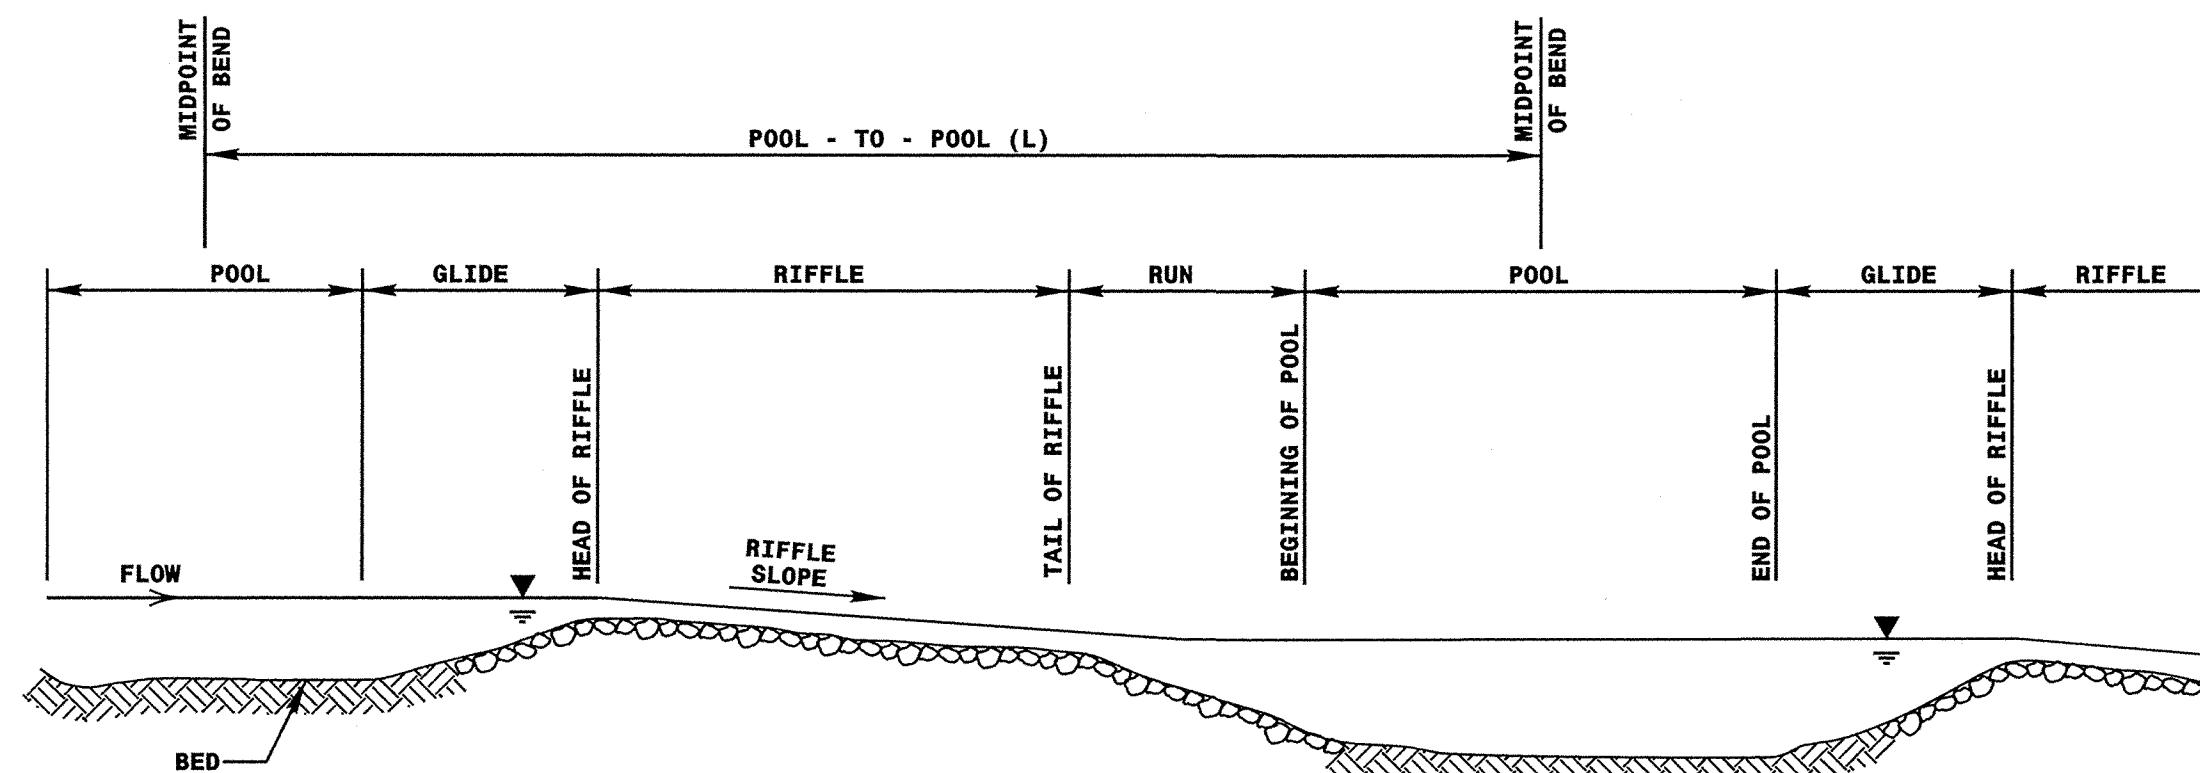 MIDPOINT
OF BEND
MIDPOINT
OF BEND
POOL - TO - POOL (L)
POOL
GLIDE
RIFFLE
RUN
POOL
GLIDE
RIFFLE
HEAD OF RIFFLE
TAIL OF RIFFLE
BEGINNING OF POOL
END OF POOL
HEAD OF RIFFLE
FLOW
RIFFLE
SLOPE
BED